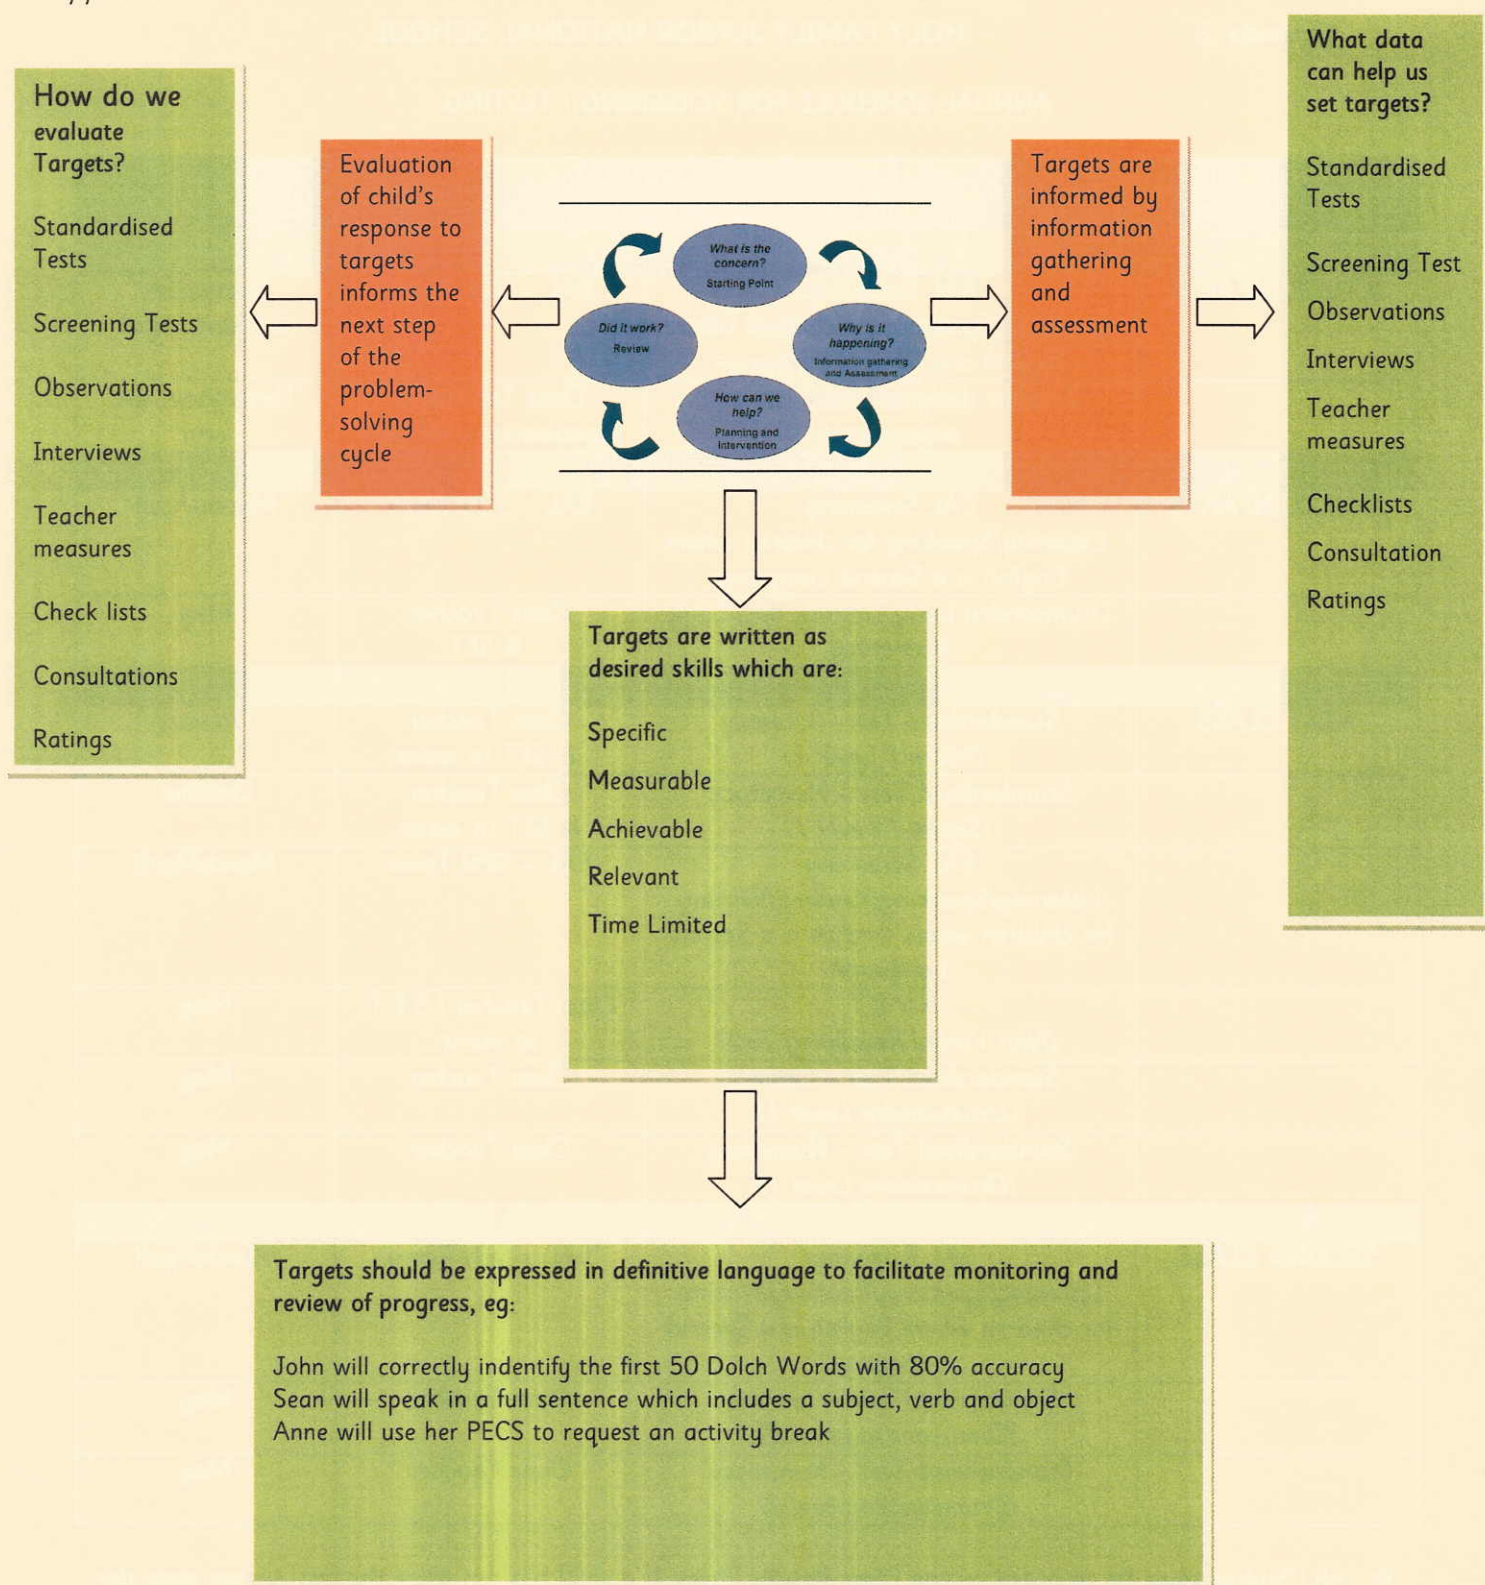 How do we
evaluate
Targets?
Standardised
Tests
Screening Tests
Observations
Interviews
Teacher
measures
Check lists
Consultations
Ratings
Evaluation
of child's
response to
targets
informs the
next step
of the
problem-
solving
cycle
What is the
concern?
Starting Point
Why is it
happening?
Information gathering
and Assessment
How can we
help?
Planning and
Intervention
Did it work?
Review
Targets are
informed by
information
gathering
and
assessment
What data
can help us
set targets?
Standardised
Tests
Screening Test
Observations
Interviews
Teacher
measures
Checklists
Consultation
Ratings
Targets are written as
desired skills which are:
Specific
Measurable
Achievable
Relevant
Time Limited
Targets should be expressed in definitive language to facilitate monitoring and
review of progress, eg:
John will correctly indentify the first 50 Dolch Words with 80% accuracy
Sean will speak in a full sentence which includes a subject, verb and object
Anne will use her PECS to request an activity break